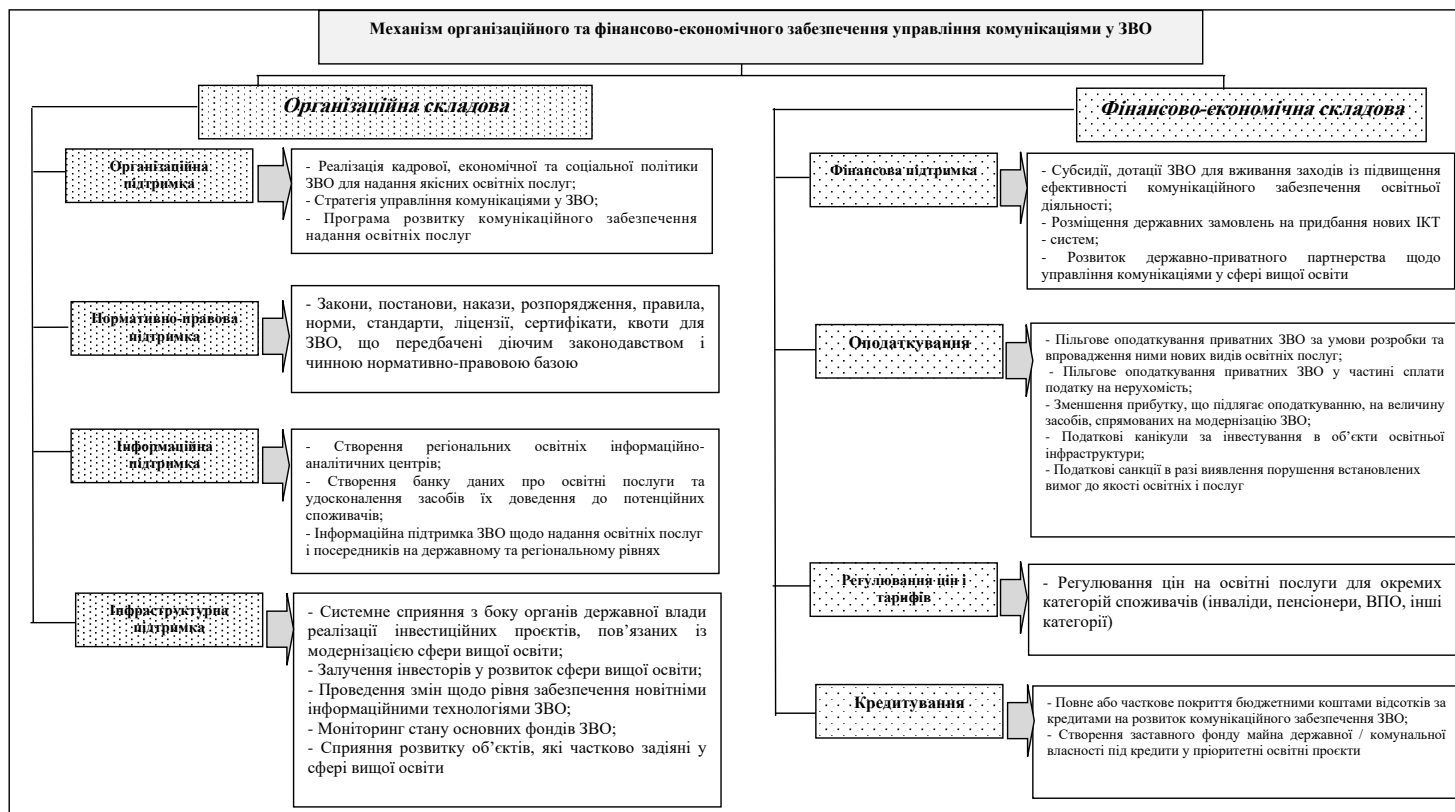 Механізм організаційного та фінансово-економічного забезпечення управління комунікаціями у ЗВО
Організаційна складова
Організаційна
підтримка
- Реалізація кадрової, економічної та соціальної політики
ЗВО для надання якісних освітніх послуг;
- Стратегія управління комунікаціями у ЗВО;
- Програма розвитку комунікаційного забезпечення
надання освітніх послуг
Нормативно-правова
підтримка
- Закони, постанови, накази, розпорядження, правила,
норми, стандарти, ліцензії, сертифікати, квоти для
ЗВО, що передбачені діючим законодавством і
чинною нормативно-правовою базою
Інформаційна
підтримка
- Створення регіональних освітніх інформаційно-
аналітичних центрів;
- Створення банку даних про освітні послуги та
удосконалення засобів їх доведення до потенційних
споживачів;
- Інформаційна підтримка ЗВО щодо надання освітніх послуг
і посередників на державному та регіональному рівнях
Інфраструктурна
підтримка
- Системне сприяння з боку органів державної влади
реалізації інвестиційних проєктів, пов’язаних із
модернізацією сфери вищої освіти;
- Залучення інвесторів у розвиток сфери вищої освіти;
- Проведення змін щодо рівня забезпечення новітніми
інформаційними технологіями ЗВО;
- Моніторинг стану основних фондів ЗВО;
- Сприяння розвитку об’єктів, які частково задіяні у
сфері вищої освіти
Фінансово-економічна складова
Фінансова підтримка
- Субсидії, дотації ЗВО для вживання заходів із підвищення
ефективності комунікаційного забезпечення освітньої
діяльності;
- Розміщення державних замовлень на придбання нових ІКТ
- систем;
- Розвиток державно-приватного партнерства щодо
управління комунікаціями у сфері вищої освіти
Оподаткування
- Пільгове оподаткування приватних ЗВО за умови розробки та
впровадження ними нових видів освітніх послуг;
- Пільгове оподаткування приватних ЗВО у частині сплати
податку на нерухомість;
- Зменшення прибутку, що підлягає оподаткуванню, на величину
засобів, спрямованих на модернізацію ЗВО;
- Податкові канікули за інвестування в об’єкти освітньої
інфраструктури;
- Податкові санкції в разі виявлення порушення встановлених
вимог до якості освітніх і послуг
Регулювання цін і
тарифів
- Регулювання цін на освітні послуги для окремих
категорій споживачів (інваліди, пенсіонери, ВПО, інші
категорії)
Кредитування
- Повне або часткове покриття бюджетними коштами відсотків за
кредитами на розвиток комунікаційного забезпечення ЗВО;
- Створення заставного фонду майна державної / комунальної
власності під кредити у пріоритетні освітні проєкти